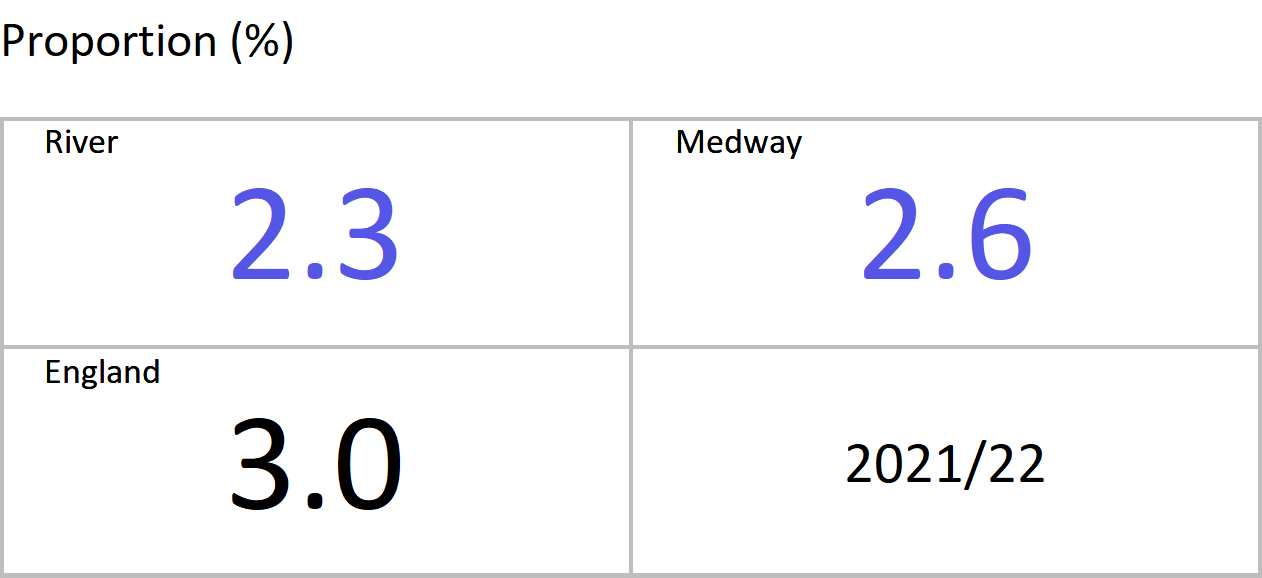 Proportion (%)
River
2.3
Medway
2.6
England
3.0
2021/22